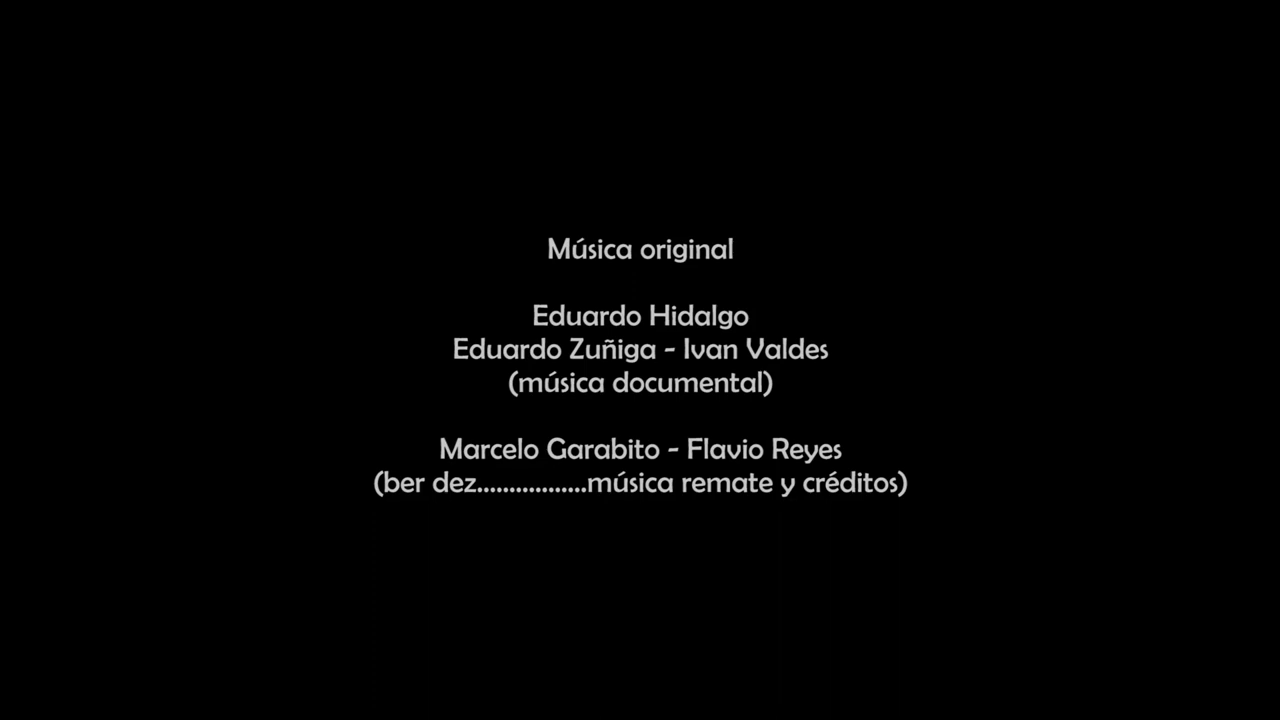 Música original
Eduardo Hidalgo
Eduardo Zuñiga - Ivan Valdes
(música documental)
Marcelo Garabito - Flavio Reyes
(ber dez.................música remate y créditos)